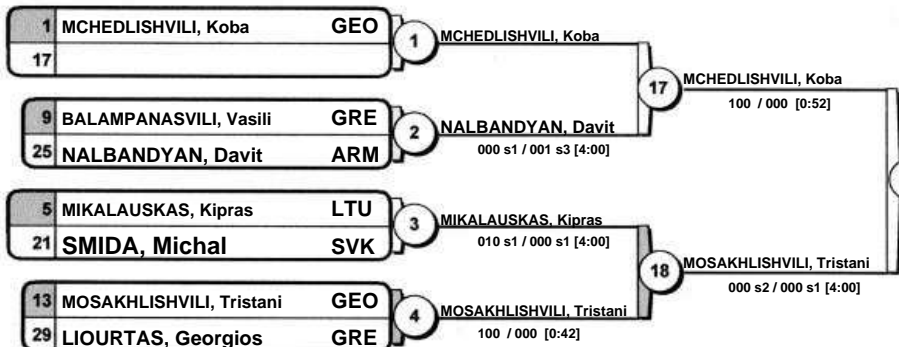 1 MCHEDLISHVILI, Koba GEO
17
1
MCHEDLISHVILI, Koba
9 BALAMPANASVILI, Vasili GRE
25 NALBANDYAN, Davit ARM
2
NALBANDYAN, Davit
000 s1 / 001 s3 [4:00]
17
MCHEDLISHVILI, Koba
100 / 000 [0:52]
5 MIKALAUSKAS, Kipras LTU
21 SMIDA, Michal SVK
3
MIKALAUSKAS, Kipras
010 s1 / 000 s1 [4:00]
13 MOSAKHLISHVILI, Tristani GEO
29 LIOURTAS, Georgios GRE
4
MOSAKHLISHVILI, Tristani
100 / 000 [0:42]
18
MOSAKHLISHVILI, Tristani
000 s2 / 000 s1 [4:00]